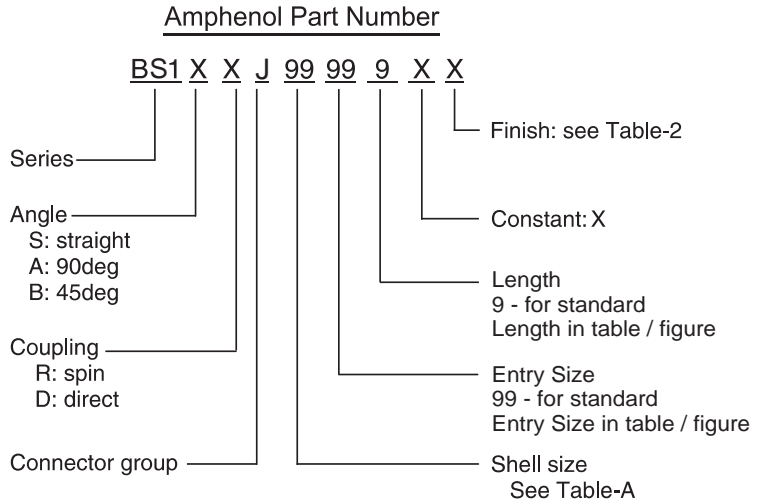 Amphenol Part Number
BS1 X X J 99 99 9 X X
Finish: see Table-2
Series
Angle
S: straight
A: 90deg
B: 45deg
Constant: X
Length
9 - for standard
Length in table / figure
Coupling
R: spin
D: direct
Entry Size
99 - for standard
Entry Size in table / figure
Connector group
Shell size
See Table-A